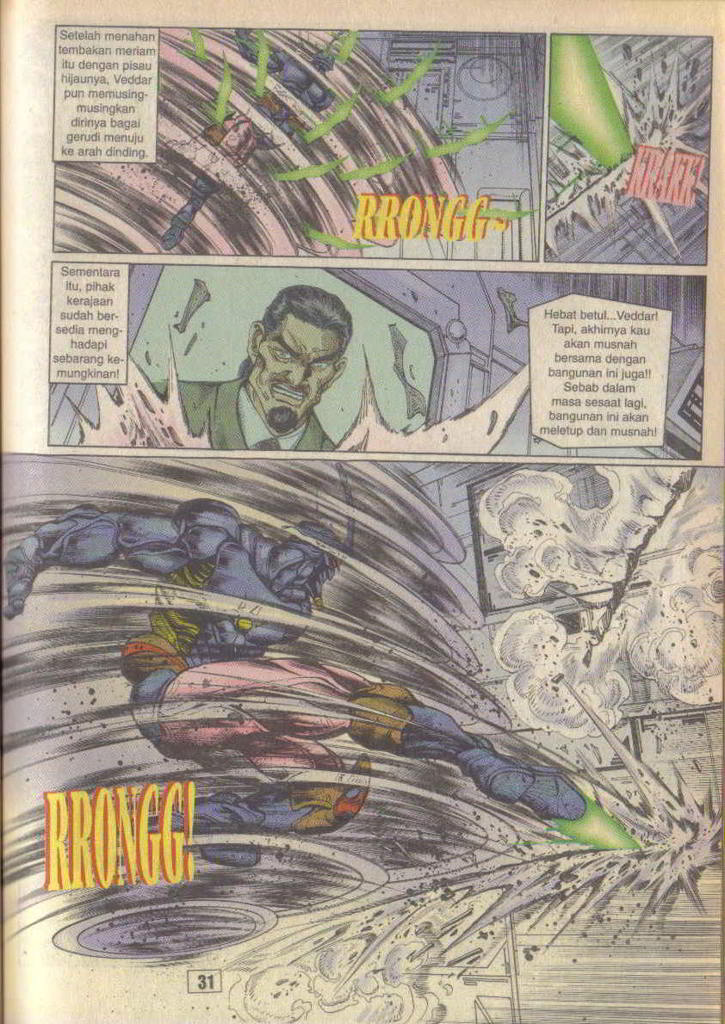 Setelah menahan
tembakan meriam
itu dengan pisau
hijaunya, Veddar
pun memusing-
musingkan
dirinya bagai
gerudi menuju
ke arah dinding.
RRONGG~
KRAKK!
Sementara
itu, pihak
kerajaan
sudah ber-
sedia meng-
hadapi
sebarang ke-
mungkinan!
Hebat betul...Veddar!
Tapi, akhirnya kau
akan musnah
bersama dengan
bangunan ini juga!!
Sebab dalam
masa sesaat lagi,
bangunan ini akan
meletup dan musnah!
RRONGG!
31